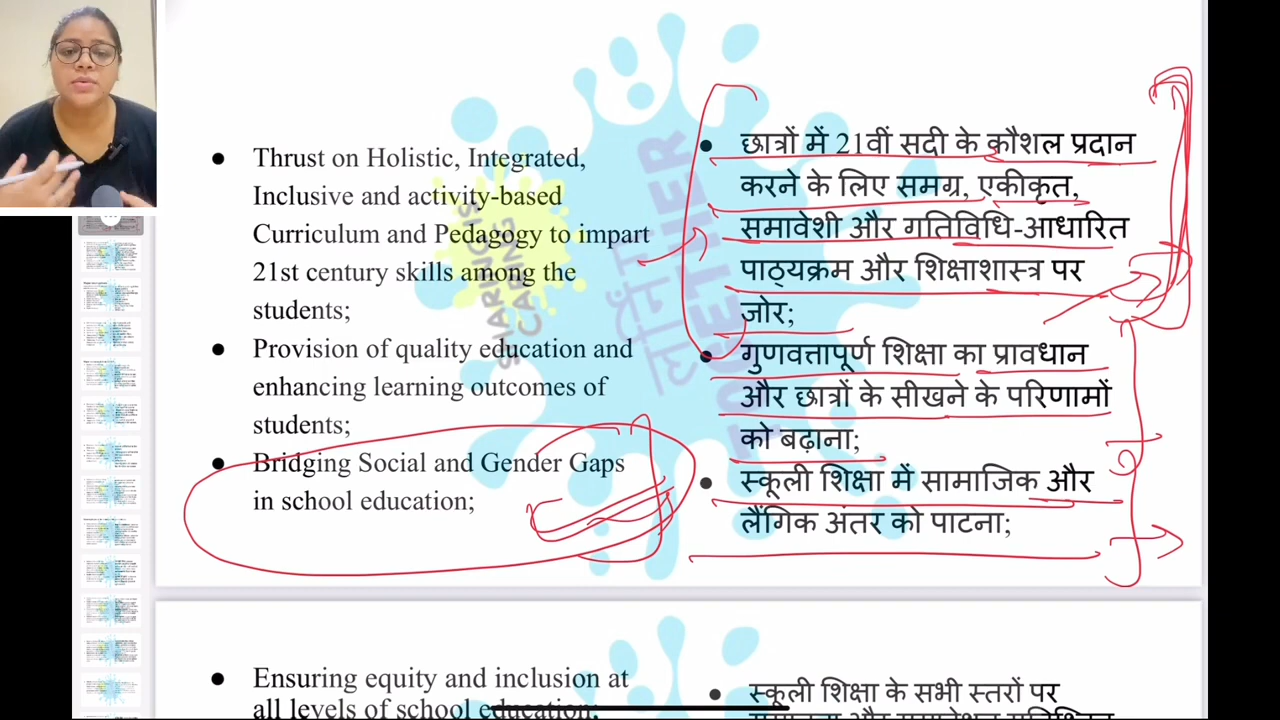 ● Thrust on Holistic, Integrated,
Inclusive and activity-based
Curriculum and Pedagogy to impart
21st century skills among the
students;
● Provision of quality education and
enhancing learning outcomes of
students;
● Bridging Social and Gender Gaps
in school education;
● छात्रों में 21वीं सदी के कौशल प्रदान
करने के लिए समग्र, एकीकृत,
समावेशी और गतिविधि-आधारित
पाठ्यक्रम और शिक्षाशास्त्र पर
जोर;
● गुणवत्तापूर्ण शिक्षा का प्रावधान
और छात्रों के सीखने के परिणामों
को बढ़ाना;
● स्कूली शिक्षा में सामाजिक और
लैंगिक अंतर को पाटना;
● Ensuring equity and inclusion at
all levels of school education;
● स्कूली शिक्षा के सभी स्तरों पर